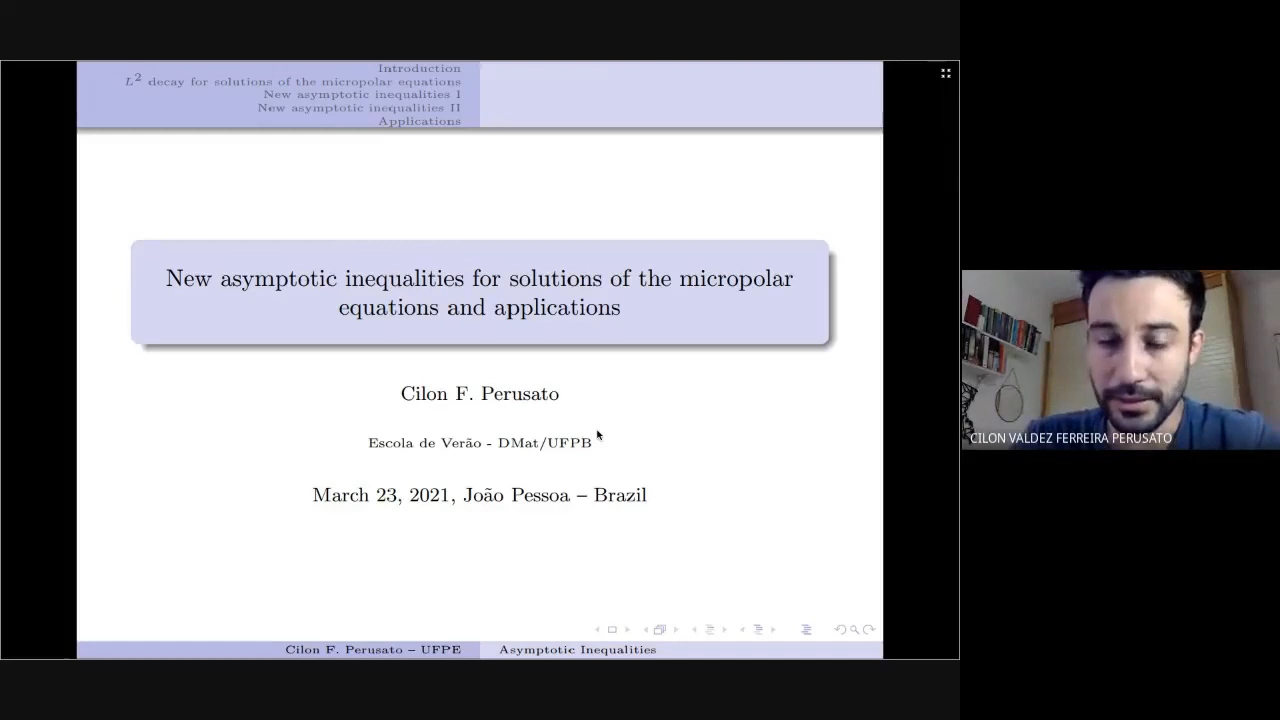 Introduction
L² decay for solutions of the micropolar equations
New asymptotic inequalities I
New asymptotic inequalities II
Applications
New asymptotic inequalities for solutions of the micropolar
equations and applications
Cilon F. Perusato
Escola de Verão - DMat/UFPB
March 23, 2021, João Pessoa – Brazil
Cilon F. Perusato – UFPE
Asymptotic Inequalities
CILON VALDEZ FERREIRA PERUSATO